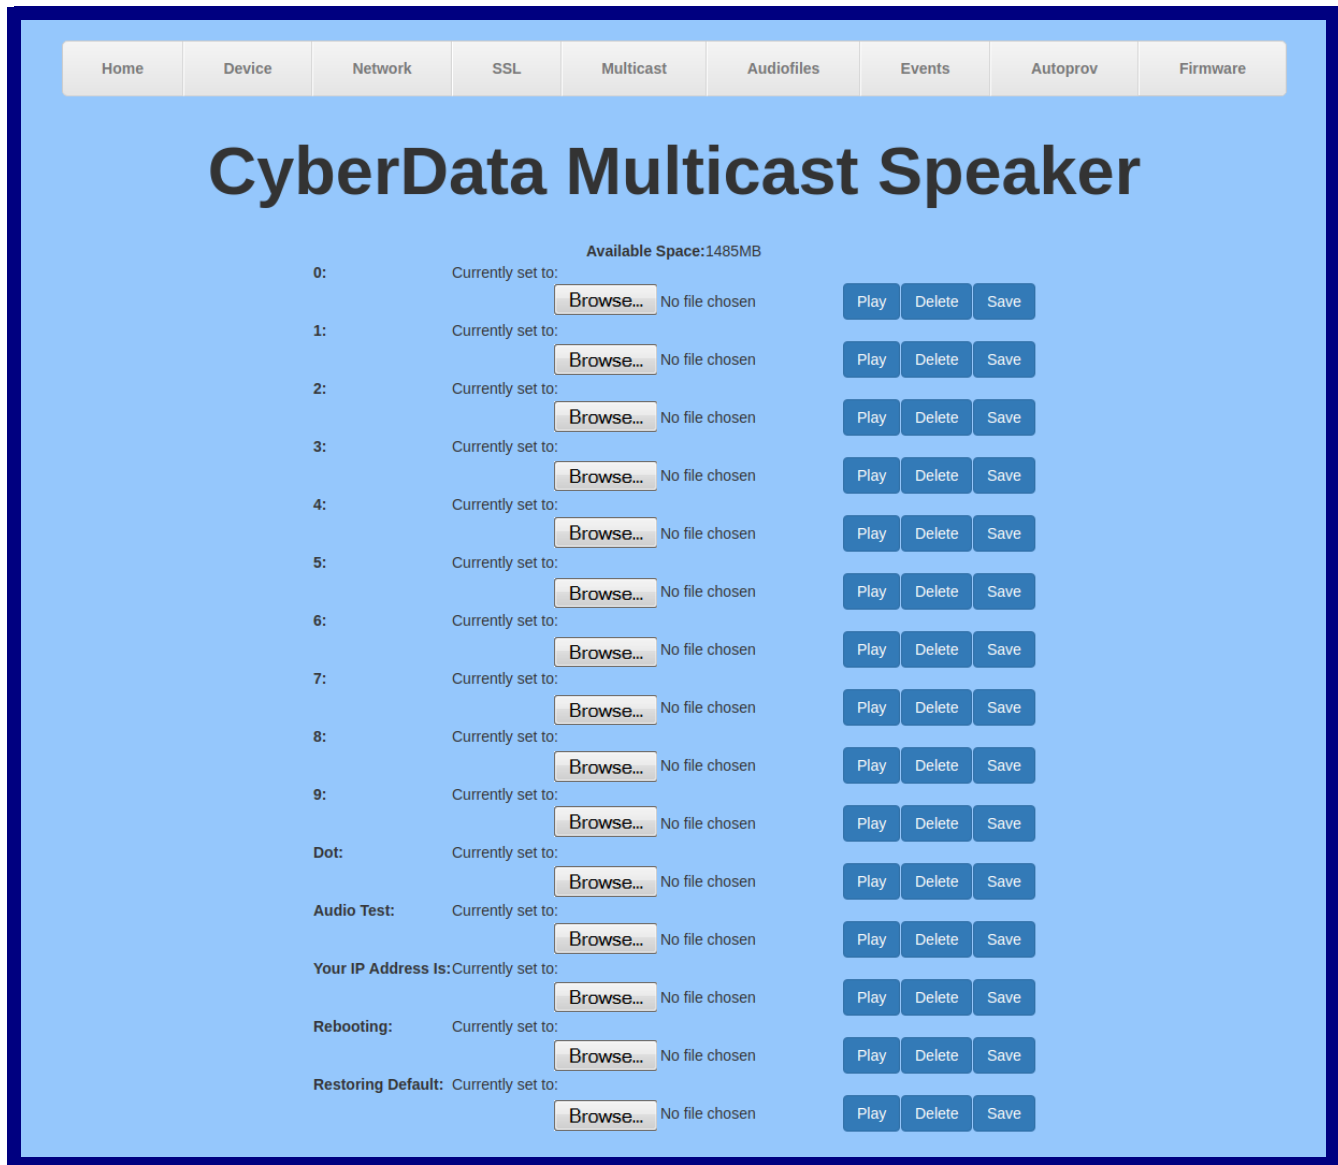 Home Device Network SSL Multicast Audiofiles Events Autoprov Firmware
CyberData Multicast Speaker
Available Space:1485MB
0: Currently set to:
Browse... No file chosen Play Delete Save
1: Currently set to:
Browse... No file chosen Play Delete Save
2: Currently set to:
Browse... No file chosen Play Delete Save
3: Currently set to:
Browse... No file chosen Play Delete Save
4: Currently set to:
Browse... No file chosen Play Delete Save
5: Currently set to:
Browse... No file chosen Play Delete Save
6: Currently set to:
Browse... No file chosen Play Delete Save
7: Currently set to:
Browse... No file chosen Play Delete Save
8: Currently set to:
Browse... No file chosen Play Delete Save
9: Currently set to:
Browse... No file chosen Play Delete Save
Dot: Currently set to:
Browse... No file chosen Play Delete Save
Audio Test: Currently set to:
Browse... No file chosen Play Delete Save
Your IP Address Is: Currently set to:
Browse... No file chosen Play Delete Save
Rebooting: Currently set to:
Browse... No file chosen Play Delete Save
Restoring Default: Currently set to:
Browse... No file chosen Play Delete Save